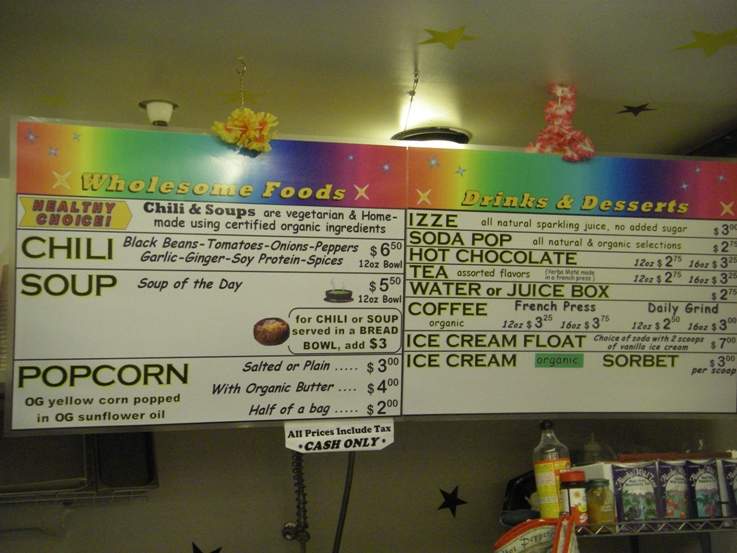 Wholesome Foods
HEALTHY CHOICE!
Chili & Soups are vegetarian & Home-
made using certified organic ingredients
CHILI Black Beans-Tomatoes-Onions-Peppers $6.50
Garlic-Ginger-Soy Protein-Spices 12oz Bowl
SOUP Soup of the Day $5.50
12oz Bowl
for CHILI or SOUP
served in a BREAD
BOWL, add $3
POPCORN Salted or Plain ..... $3.00
OG yellow corn popped With Organic Butter .... $4.00
in OG sunflower oil Half of a bag ..... $2.00
All Prices Include Tax
•CASH ONLY•
Drinks & Desserts
IZZE all natural sparkling juice, no added sugar $3.00
SODA POP all natural & organic selections $2.75
HOT CHOCOLATE 12oz $2.75 16oz $3.25
TEA assorted flavors (Yerba Maté made in a french press) 12oz $2.75 16oz $3.25
WATER or JUICE BOX $2.75
COFFEE French Press Daily Grind
organic 12oz $3.25 16oz $3.75 12oz $2.50 16oz $3.00
ICE CREAM FLOAT Choice of soda with 2 scoops
of vanilla ice cream $7.00
ICE CREAM organic SORBET $3.00
per scoop